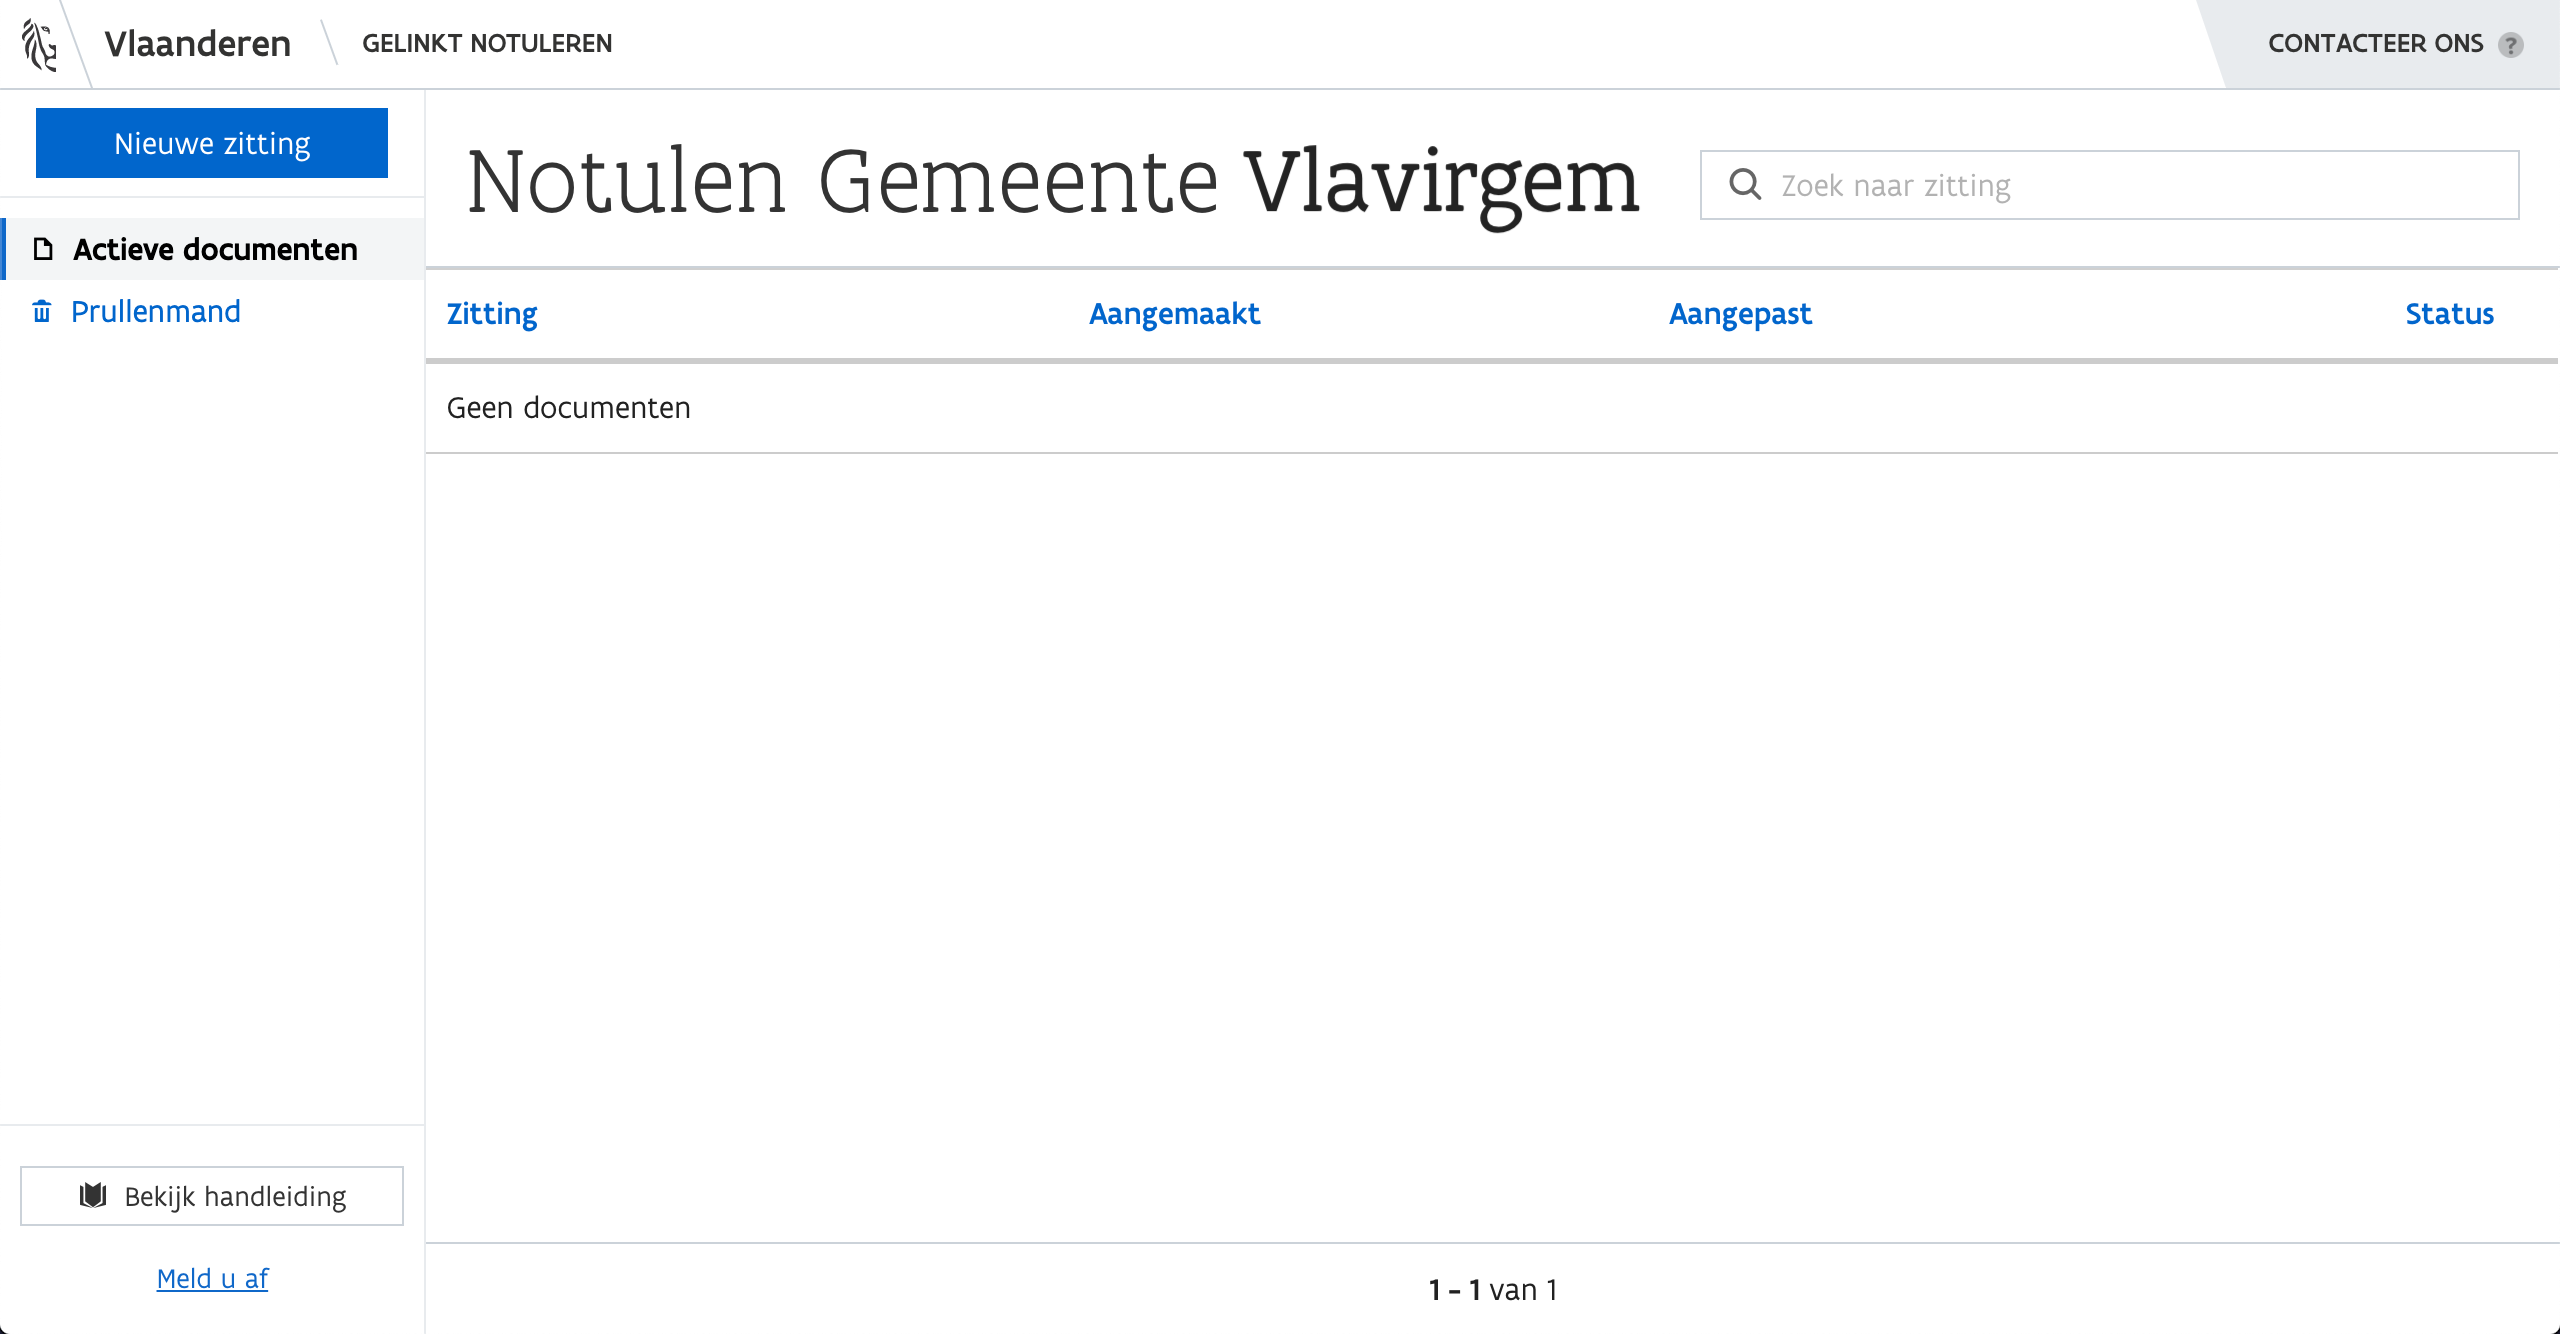 Vlaanderen
GELINKT NOTULEREN
CONTACTEER ONS ?
Nieuwe zitting
Actieve documenten
Prullenmand
Notulen Gemeente Vlavirgem
Zoek naar zitting
Zitting Aangemaakt Aangepast Status
Geen documenten
Bekijk handleiding
Meld u af
1 - 1 van 1